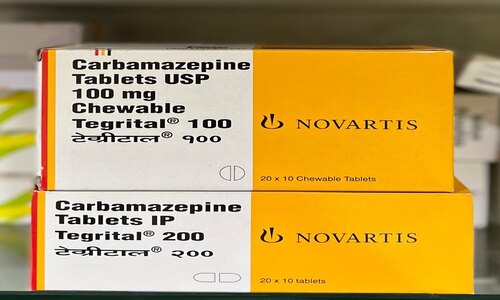 Carbamazepine
Tablets USP
100 mg
Chewable
Tegrital® 100
टेग्रीटाल® १००
NOVARTIS
20 x 10 Chewable Tablets
Carbamazepine
Tablets IP
Tegrital® 200
टेग्रीटाल® २००
NOVARTIS
20 x 10 tablets